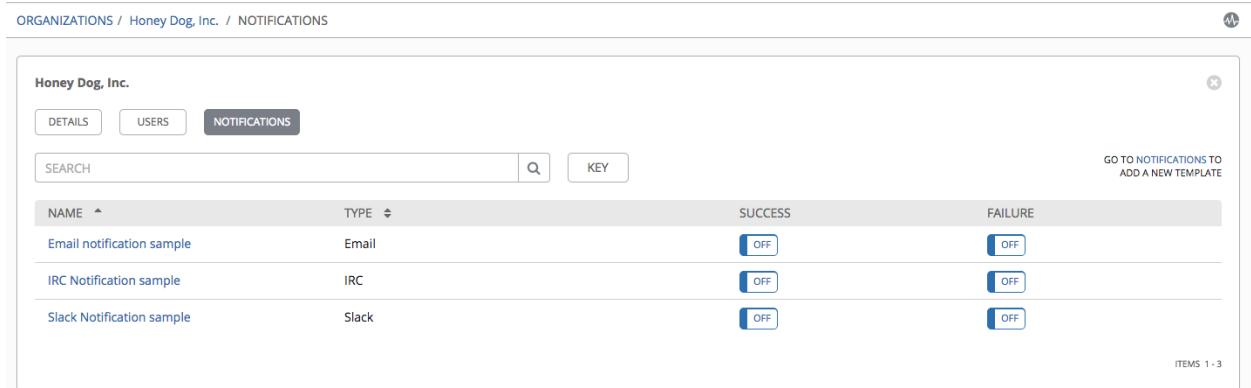 ORGANIZATIONS / Honey Dog, Inc. / NOTIFICATIONS
Honey Dog, Inc.
DETAILS USERS NOTIFICATIONS
SEARCH KEY
GO TO NOTIFICATIONS TO
ADD A NEW TEMPLATE
NAME TYPE SUCCESS FAILURE
Email notification sample Email OFF OFF
IRC Notification sample IRC OFF OFF
Slack Notification sample Slack OFF OFF
ITEMS 1 - 3